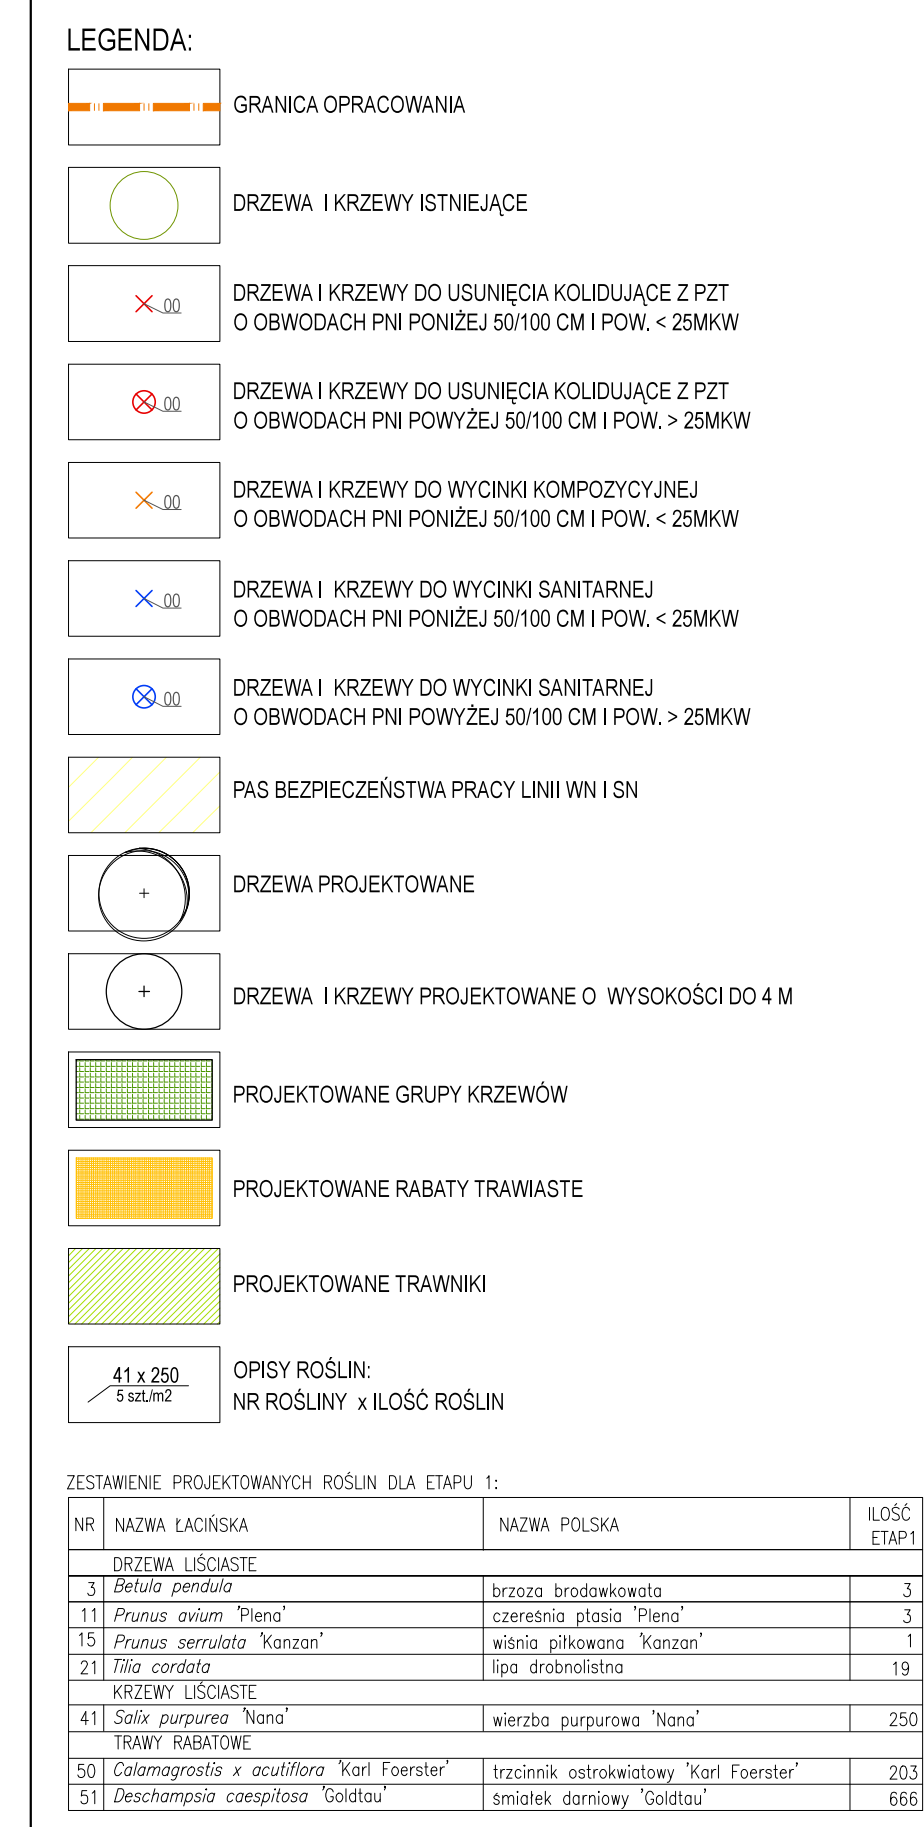 LEGENDA:
GRANICA OPRACOWANIA
DRZEWA I KRZEWY ISTNIEJĄCE
00
DRZEWA I KRZEWY DO USUNIĘCIA KOLIDUJĄCE Z PZT
O OBWODACH PNI PONIŻEJ 50/100 CM I POW. < 25MKW
00
DRZEWA I KRZEWY DO USUNIĘCIA KOLIDUJĄCE Z PZT
O OBWODACH PNI POWYŻEJ 50/100 CM I POW. > 25MKW
00
DRZEWA I KRZEWY DO WYCINKI KOMPOZYCYJNEJ
O OBWODACH PNI PONIŻEJ 50/100 CM I POW. < 25MKW
00
DRZEWA I KRZEWY DO WYCINKI SANITARNEJ
O OBWODACH PNI PONIŻEJ 50/100 CM I POW. < 25MKW
00
DRZEWA I KRZEWY DO WYCINKI SANITARNEJ
O OBWODACH PNI POWYŻEJ 50/100 CM I POW. > 25MKW
PAS BEZPIECZEŃSTWA PRACY LINII WN I SN
DRZEWA PROJEKTOWANE
DRZEWA I KRZEWY PROJEKTOWANE O WYSOKOŚCI DO 4 M
PROJEKTOWANE GRUPY KRZEWÓW
PROJEKTOWANE RABATY TRAWIASTE
PROJEKTOWANE TRAWNIKI
41 x 250
5 szt./m2
OPISY ROŚLIN:
NR ROŚLINY x ILOŚĆ ROŚLIN
ZESTAWIENIE PROJEKTOWANYCH ROŚLIN DLA ETAPU 1:
NR NAZWA ŁACIŃSKA NAZWA POLSKA ILOŚĆ ETAP1
DRZEWA LIŚCIASTE
3 Betula pendula brzoza brodawkowata 3
11 Prunus avium 'Plena' czereśnia ptasia 'Plena' 3
15 Prunus serrulata 'Kanzan' wiśnia piłkowana 'Kanzan' 1
21 Tilia cordata lipa drobnolistna 19
KRZEWY LIŚCIASTE
41 Salix purpurea 'Nana' wierzba purpurowa 'Nana' 250
TRAWY RABATOWE
50 Calamagrostis x acutiflora 'Karl Foerster' trzcinnik ostrokwiatowy 'Karl Foerster' 203
51 Deschampsia caespitosa 'Goldtau' śmiałek darniowy 'Goldtau' 666